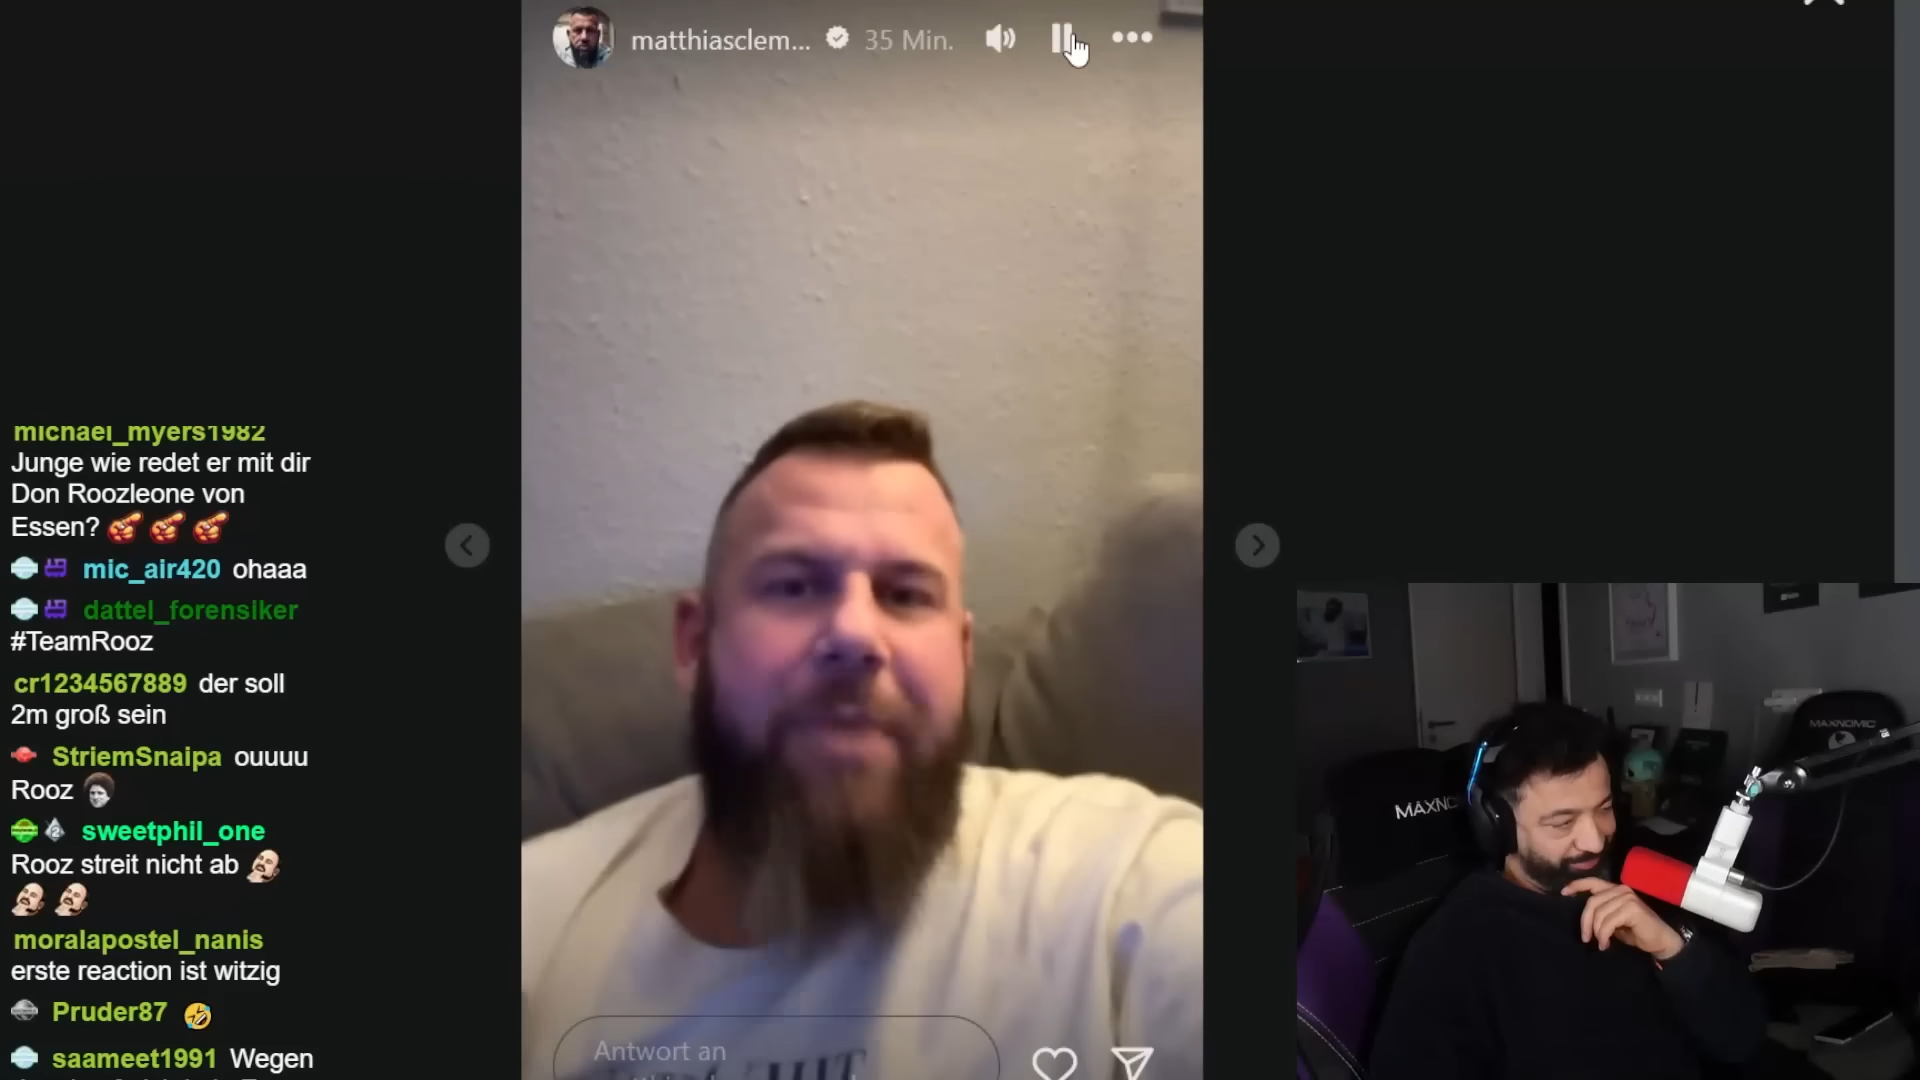 matthiasclem... 35 Min.
michael_myers1982
Junge wie redet er mit dir
Don Roozleone von
Essen?
mic_air420 ohaaa
dattel_forensiker
#TeamRooz
cr1234567889 der soll
2m groß sein
StriemSnaipa ouuuu
Rooz
sweetphil_one
Rooz streit nicht ab
moralapostel_nanis
erste reaction ist witzig
Pruder87
saameet1991 Wegen
Antwort an
MAXNOMIC
MAXNO